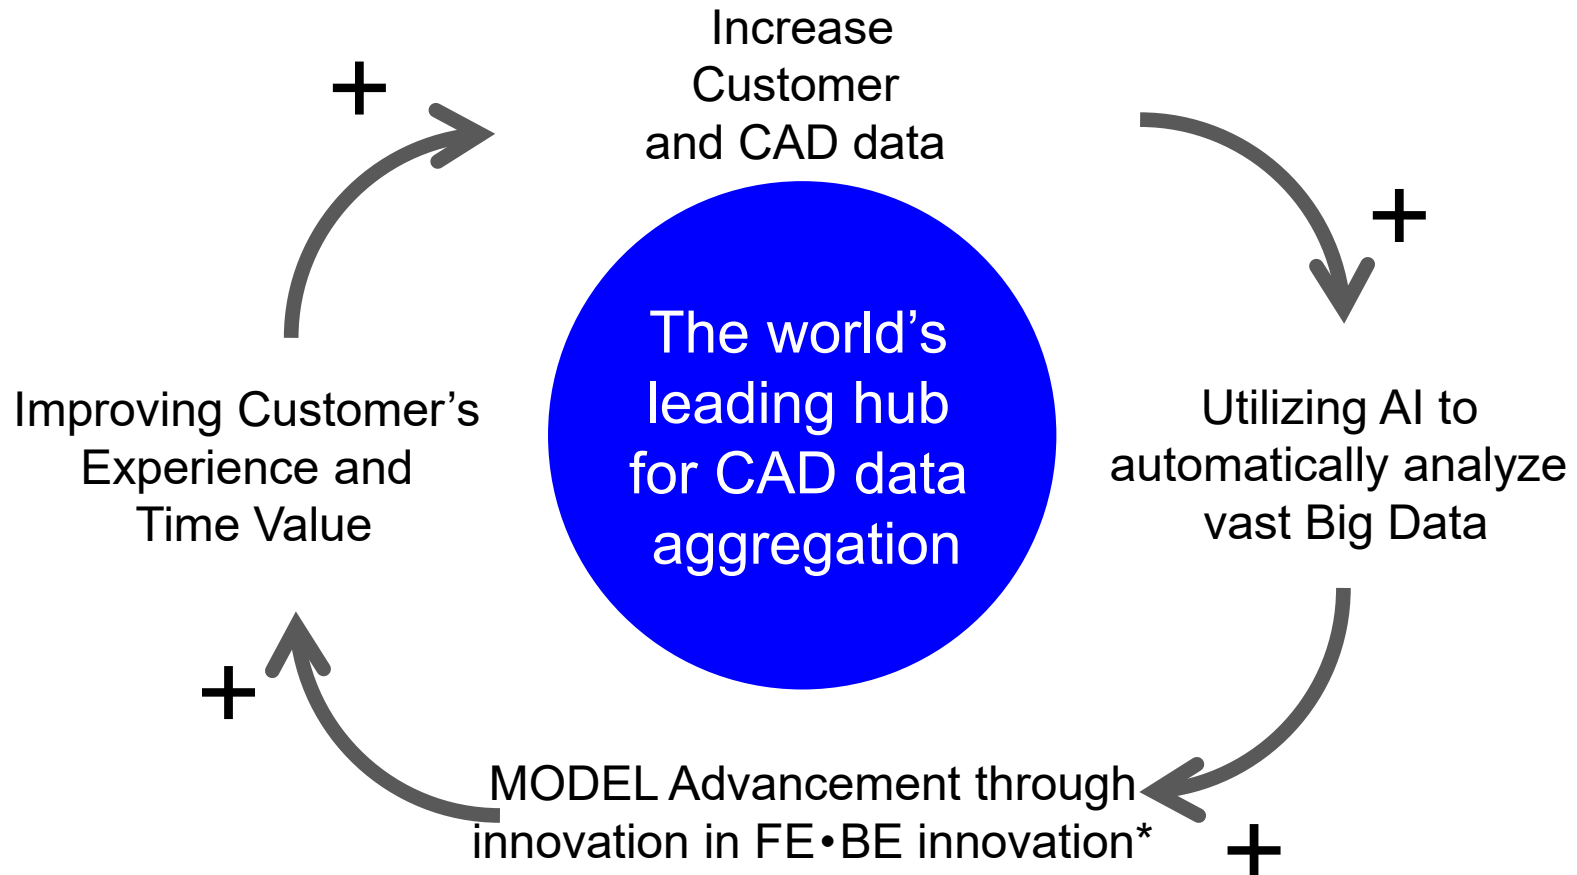 Increase
Customer
and CAD data
+
+
The world’s
leading hub
for CAD data
aggregation
Improving Customer’s
Experience and
Time Value
Utilizing AI to
automatically analyze
vast Big Data
+
MODEL Advancement through
innovation in FE•BE innovation*
+